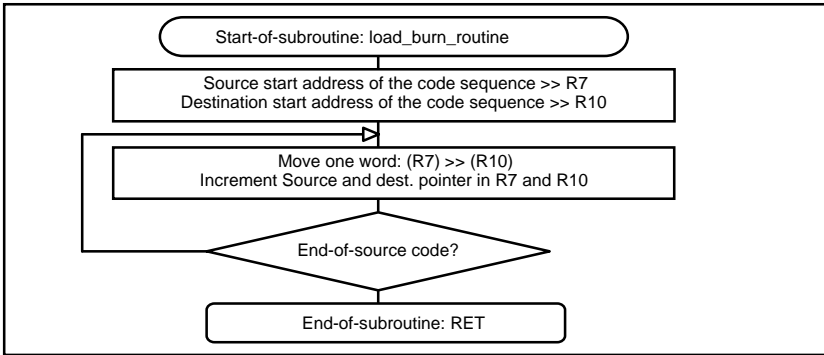 Start-of-subroutine: load_burn_routine
Source start address of the code sequence >> R7
Destination start address of the code sequence >> R10
Move one word: (R7) >> (R10)
Increment Source and dest. pointer in R7 and R10
End-of-source code?
End-of-subroutine: RET